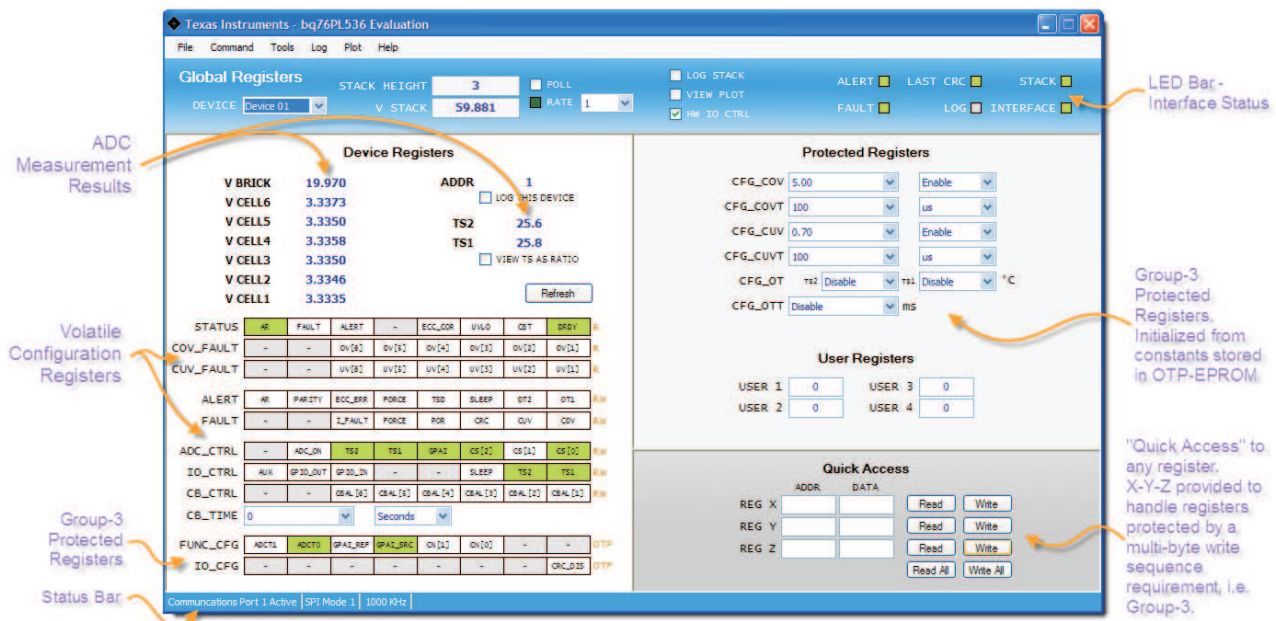 Texas Instruments - bq76PL536 Evaluation
File Command Tools Log Plot Help
Global Registers
DEVICE Device 01
STACK HEIGHT 3
V STACK 59.881
POLL
RATE 1
LOG STACK
VIEW PLOT
HW IO CTRL
ALERT LAST CRC STACK
FAULT LOG INTERFACE
LED Bar -
Interface Status
ADC
Measurement
Results
Device Registers
V BRICK 19.970
V CELL6 3.3373
V CELL5 3.3350
V CELL4 3.3358
V CELL3 3.3350
V CELL2 3.3346
V CELL1 3.3335
ADDR 1
LOG THIS DEVICE
TS2 25.6
TS1 25.8
VIEW TS AS RATIO
Refresh
Volatile
Configuration
Registers
STATUS AR FAULT ALERT - ECC_COR UVLO CBT DRDY R
COV_FAULT - - OV[6] OV[5] OV[4] OV[3] OV[2] OV[1] R
CUV_FAULT - - UV[6] UV[5] UV[4] UV[3] UV[2] UV[1] R
ALERT AR PARITY ECC_ERR FORCE TSD SLEEP OT2 OT1 RW
FAULT - - I_FAULT FORCE POR CRC CUV COV RW
ADC_CTRL - ADC_ON TS2 TS1 GPAI CS[2] CS[1] CS[0] RW
IO_CTRL AUX GPIO_OUT GPIO_IN - - SLEEP TS2 TS1 RW
CB_CTRL - - CBAL[6] CBAL[5] CBAL[4] CBAL[3] CBAL[2] CBAL[1] RW
CB_TIME 0 Seconds
FUNC_CFG ADCT1 ADCT0 GPAI_REF GPAI_SRC CN[1] CN[0] - - OTP
IO_CFG - - - - - - - CRC_DIS OTP
Group-3
Protected
Registers
Status Bar
Communcations Port 1 Active SPI Mode 1 1000 KHz
Protected Registers
CFG_COV 5.00 Enable
CFG_COVT 100 us
CFG_CUV 0.70 Enable
CFG_CUVT 100 us
CFG_OT TS2 Disable TS1 Disable °C
CFG_OTT Disable ms
User Registers
USER 1 0 USER 3 0
USER 2 0 USER 4 0
Group-3
Protected
Registers.
Initialized from
constants stored
in OTP-EPROM
Quick Access
ADDR DATA
REG X Read Write
REG Y Read Write
REG Z Read Write
Read All Write All
"Quick Access" to
any register.
X-Y-Z provided to
handle registers
protected by a
multi-byte write
sequence
requirement, i.e.
Group-3.